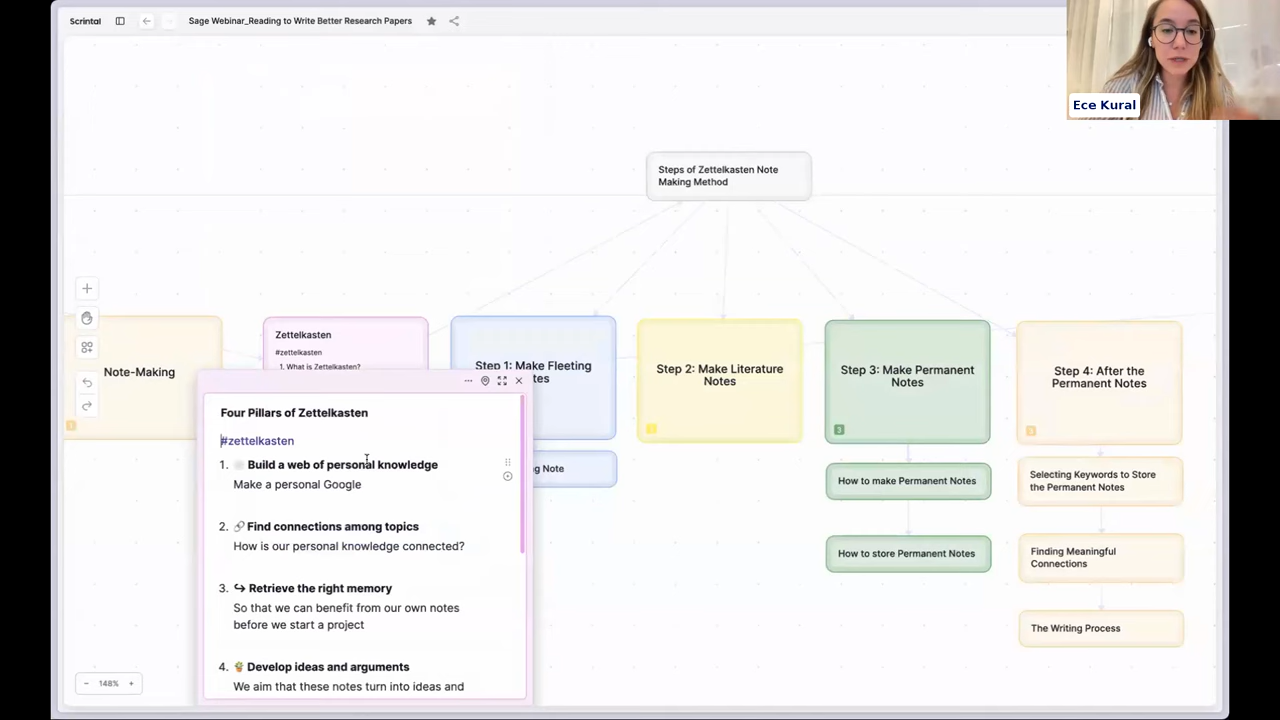 Scrintal
Sage Webinar_Reading to Write Better Research Papers
Ece Kural
Steps of Zettelkasten Note
Making Method
Note-Making
Zettelkasten
#zettelkasten
1. What is Zettelkasten?
Step 1: Make Fleeting
Step 2: Make Literature
Notes
2
Step 3: Make Permanent
Notes
3
Step 4: After the
Permanent Notes
Four Pillars of Zettelkasten
#zettelkasten
1. Build a web of personal knowledge
Make a personal Google
2. 🔗 Find connections among topics
How is our personal knowledge connected?
3. ↪ Retrieve the right memory
So that we can benefit from our own notes
before we start a project
4. 🪴 Develop ideas and arguments
We aim that these notes turn into ideas and
Note
How to make Permanent Notes
How to store Permanent Notes
Selecting Keywords to Store
the Permanent Notes
Finding Meaningful
Connections
The Writing Process
148%